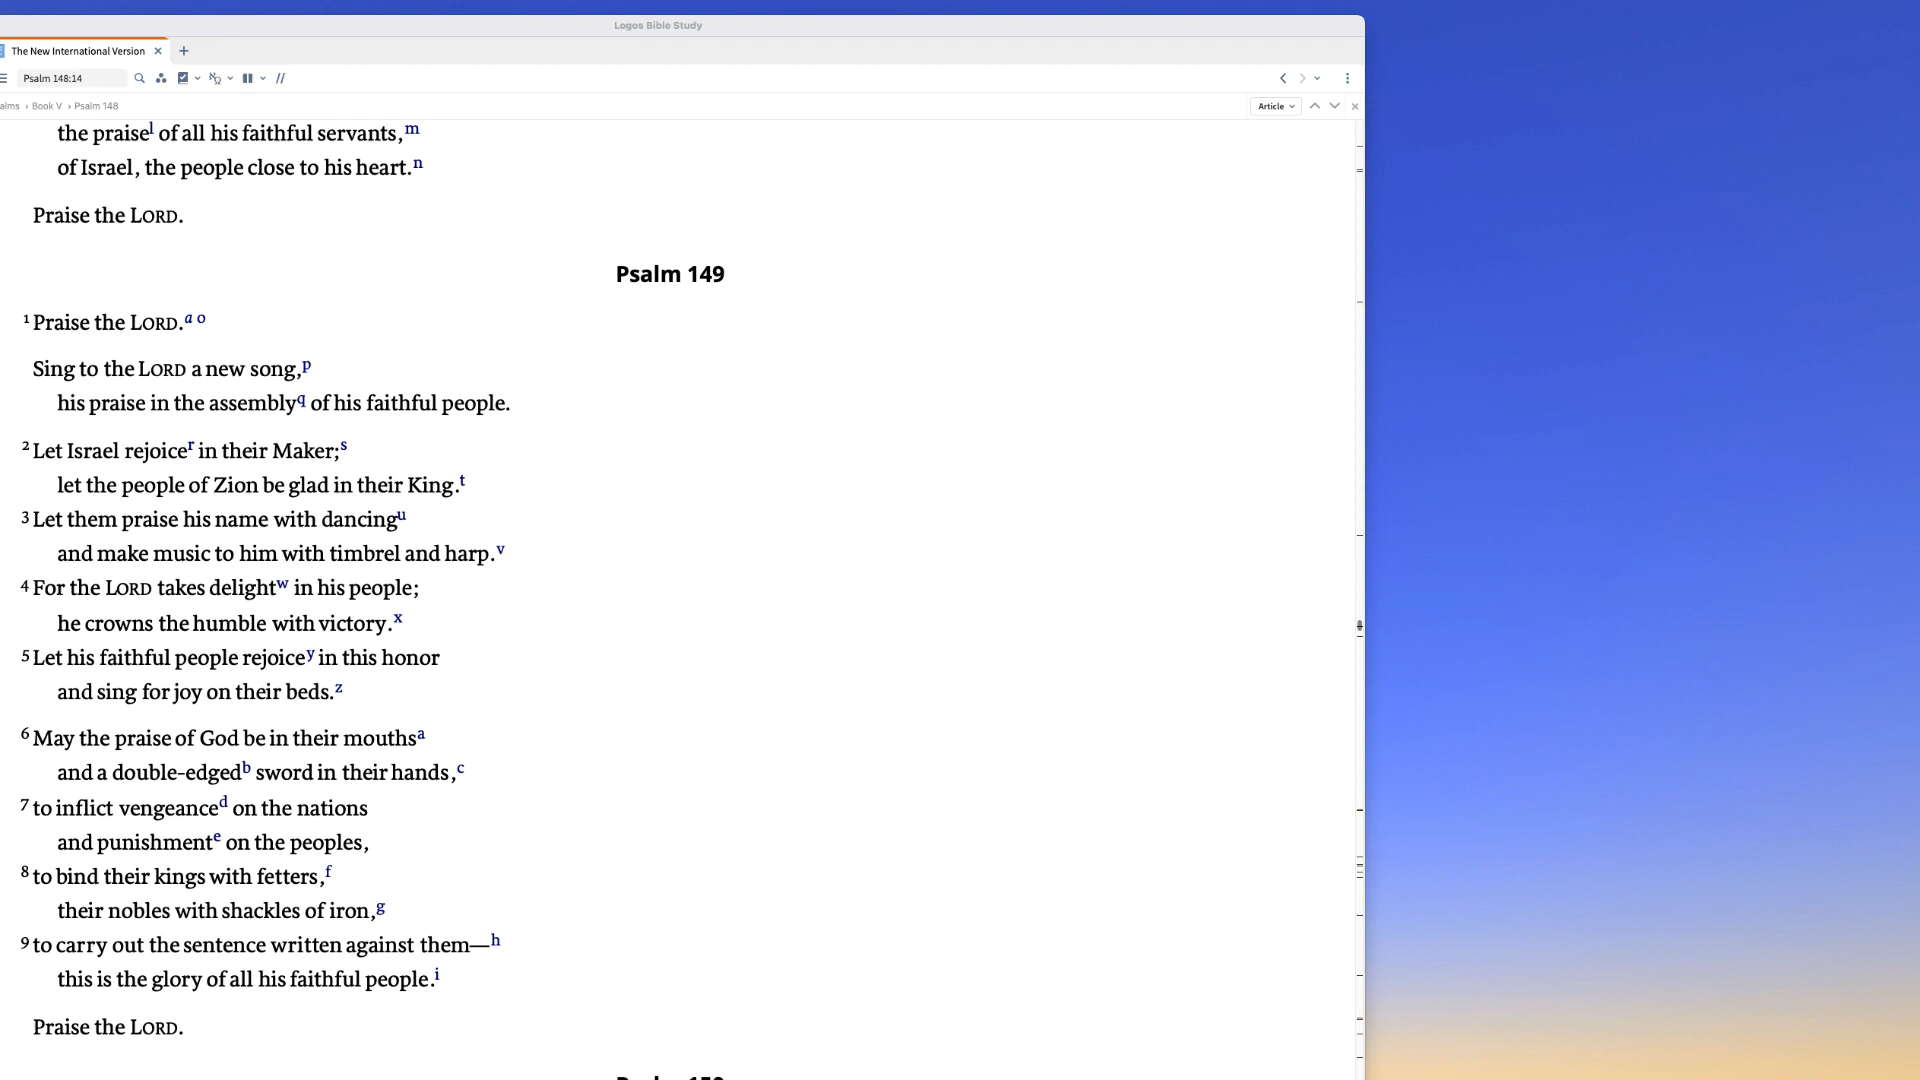 Logos Bible Study
The New International Version
Psalm 148:14
alms › Book V › Psalm 148
Article
the praiseˡ of all his faithful servants,ᵐ
of Israel, the people close to his heart.ⁿ
Praise the LORD.
Psalm 149
¹ Praise the LORD.ᵃ ᵒ
Sing to the LORD a new song,ᵖ
his praise in the assembly^q of his faithful people.
² Let Israel rejoiceʳ in their Maker;ˢ
let the people of Zion be glad in their King.ᵗ
³ Let them praise his name with dancingᵘ
and make music to him with timbrel and harp.ᵛ
⁴ For the LORD takes delightʷ in his people;
he crowns the humble with victory.ˣ
⁵ Let his faithful people rejoiceʸ in this honor
and sing for joy on their beds.ᶻ
⁶ May the praise of God be in their mouthsᵃ
and a double-edgedᵇ sword in their hands,ᶜ
⁷ to inflict vengeanceᵈ on the nations
and punishmentᵉ on the peoples,
⁸ to bind their kings with fetters,ᶠ
their nobles with shackles of iron,ᵍ
⁹ to carry out the sentence written against them—ʰ
this is the glory of all his faithful people.ⁱ
Praise the LORD.